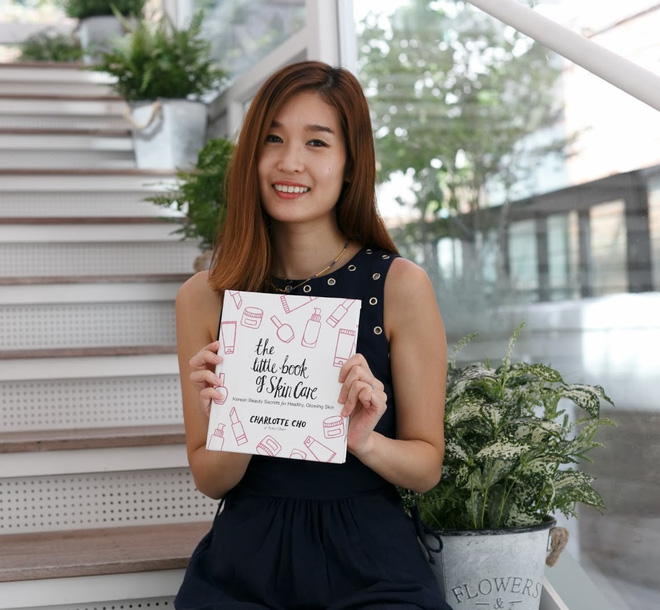 the
little book
of Skin Care
Korean Beauty Secrets for Healthy, Glowing Skin
CHARLOTTE CHO
FLOWERS
&